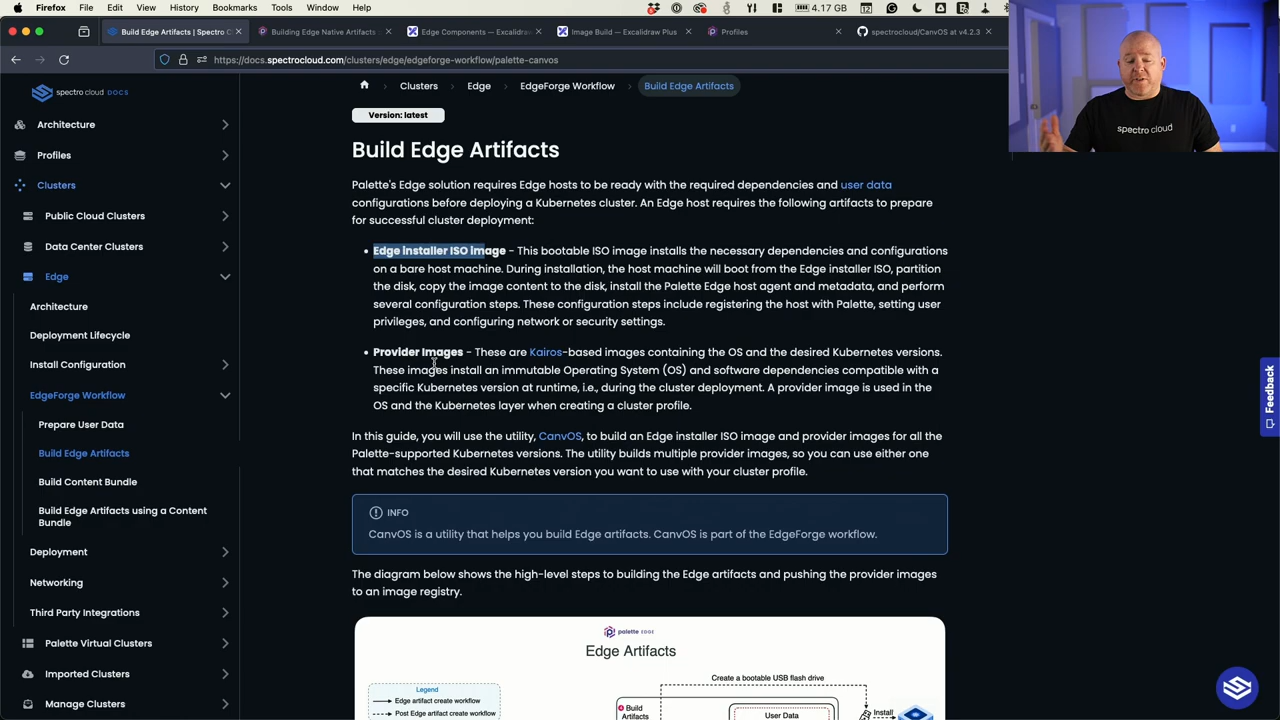 Firefox File Edit View History Bookmarks Tools Window Help 4.17 GB
Build Edge Artifacts | Spectro C
Building Edge Native Artifacts
Edge Components — Excalidraw
Image Build — Excalidraw Plus
Profiles
spectrocloud/CanvOS at v4.2.3
https://docs.spectrocloud.com/clusters/edge/edgeforge-workflow/palette-canvos
spectro cloud DOCS
Architecture
Profiles
Clusters
Public Cloud Clusters
Data Center Clusters
Edge
Architecture
Deployment Lifecycle
Install Configuration
EdgeForge Workflow
Prepare User Data
Build Edge Artifacts
Build Content Bundle
Build Edge Artifacts using a Content
Bundle
Deployment
Networking
Third Party Integrations
Palette Virtual Clusters
Imported Clusters
Manage Clusters
Clusters
Edge
EdgeForge Workflow
Build Edge Artifacts
Version: latest
Build Edge Artifacts
Palette's Edge solution requires Edge hosts to be ready with the required dependencies and user data
configurations before deploying a Kubernetes cluster. An Edge host requires the following artifacts to prepare
for successful cluster deployment:
• Edge installer ISO image - This bootable ISO image installs the necessary dependencies and configurations
on a bare host machine. During installation, the host machine will boot from the Edge installer ISO, partition
the disk, copy the image content to the disk, install the Palette Edge host agent and metadata, and perform
several configuration steps. These configuration steps include registering the host with Palette, setting user
privileges, and configuring network or security settings.
• Provider Images - These are Kairos-based images containing the OS and the desired Kubernetes versions.
These images install an immutable Operating System (OS) and software dependencies compatible with a
specific Kubernetes version at runtime, i.e., during the cluster deployment. A provider image is used in the
OS and the Kubernetes layer when creating a cluster profile.
In this guide, you will use the utility, CanvOS, to build an Edge installer ISO image and provider images for all the
Palette-supported Kubernetes versions. The utility builds multiple provider images, so you can use either one
that matches the desired Kubernetes version you want to use with your cluster profile.
INFO
CanvOS is a utility that helps you build Edge artifacts. CanvOS is part of the EdgeForge workflow.
The diagram below shows the high-level steps to building the Edge artifacts and pushing the provider images
to an image registry.
palette EDGE
Edge Artifacts
Legend
Edge artifact create workflow
Post Edge artifact create workflow
Create a bootable USB flash drive
Build
Artifacts
User Data
Install
Feedback
spectro cloud